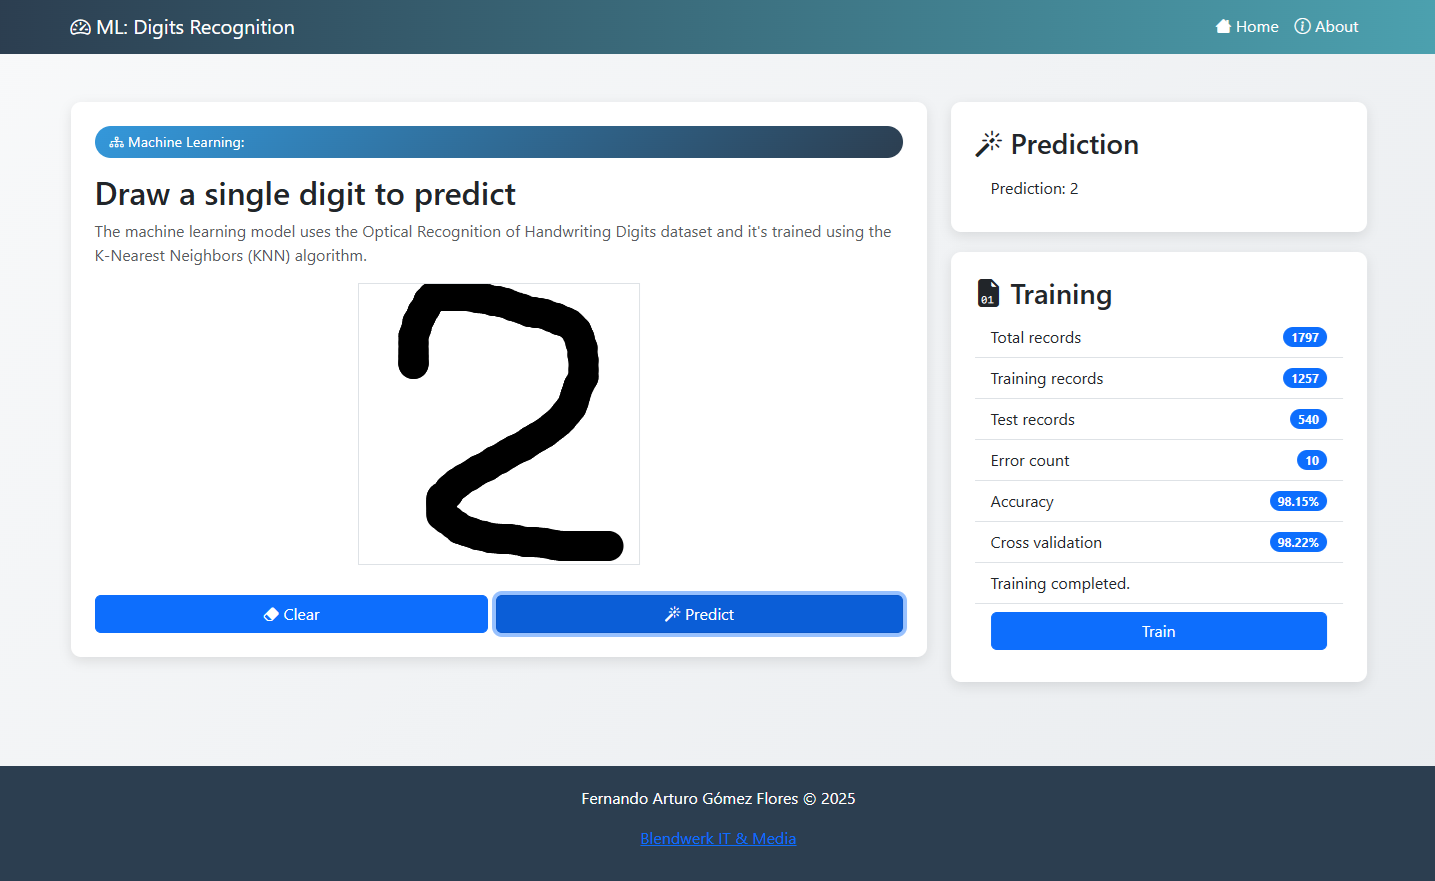 ML: Digits Recognition
Home
About
Machine Learning:
Draw a single digit to predict
The machine learning model uses the Optical Recognition of Handwriting Digits dataset and it's trained using the
K-Nearest Neighbors (KNN) algorithm.
2
Clear
Predict
Prediction
Prediction: 2
01
Training
Total records 1797
Training records 1257
Test records 540
Error count 10
Accuracy 98.15%
Cross validation 98.22%
Training completed.
Train
Fernando Arturo Gómez Flores © 2025
Blendwerk IT & Media